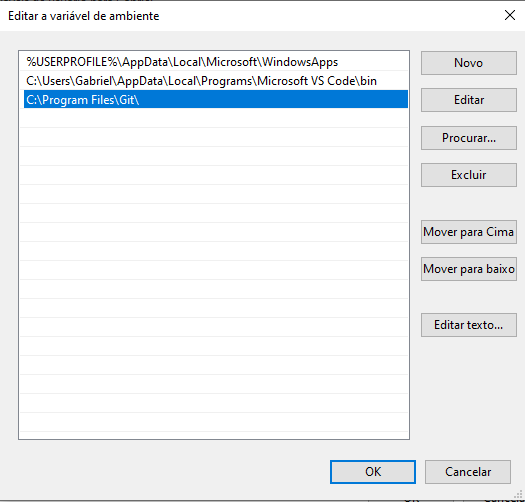 Editar a variável de ambiente
%USERPROFILE%\AppData\Local\Microsoft\WindowsApps
C:\Users\Gabriel\AppData\Local\Programs\Microsoft VS Code\bin
C:\Program Files\Git\
Novo
Editar
Procurar...
Excluir
Mover para Cima
Mover para baixo
Editar texto...
OK
Cancelar